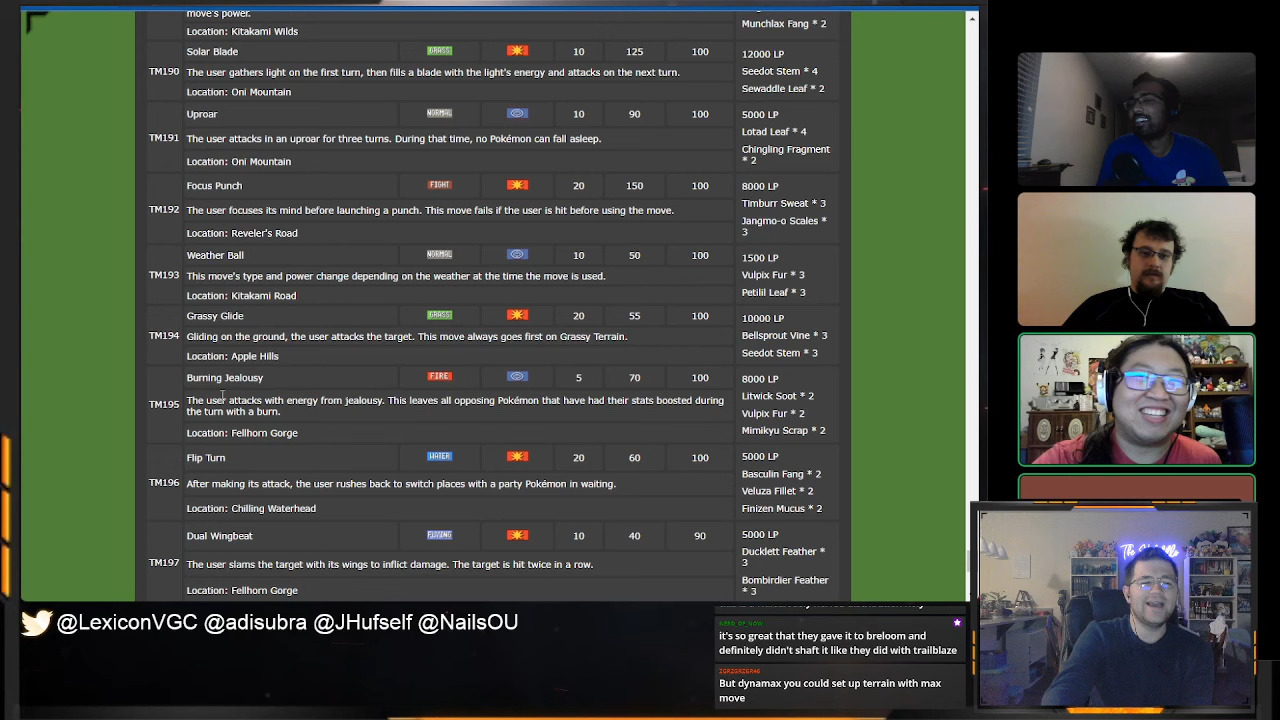 move's power.
Munchlax Fang * 2
Location: Kitakami Wilds
Solar Blade GRASS 10 125 100
12000 LP
TM190 The user gathers light on the first turn, then fills a blade with the light's energy and attacks on the next turn.
Seedot Stem * 4
Sewaddle Leaf * 2
Location: Oni Mountain
Uproar NORMAL 10 90 100
5000 LP
TM191 The user attacks in an uproar for three turns. During that time, no Pokémon can fall asleep.
Lotad Leaf * 4
Chingling Fragment
* 2
Location: Oni Mountain
Focus Punch FIGHT 20 150 100
8000 LP
TM192 The user focuses its mind before launching a punch. This move fails if the user is hit before using the move.
Timburr Sweat * 3
Jangmo-o Scales *
3
Location: Reveler's Road
Weather Ball NORMAL 10 50 100
1500 LP
TM193 This move's type and power change depending on the weather at the time the move is used.
Vulpix Fur * 3
Petilil Leaf * 3
Location: Kitakami Road
Grassy Glide GRASS 20 55 100
10000 LP
TM194 Gliding on the ground, the user attacks the target. This move always goes first on Grassy Terrain.
Bellsprout Vine * 3
Seedot Stem * 3
Location: Apple Hills
Burning Jealousy FIRE 5 70 100
8000 LP
TM195 The user attacks with energy from jealousy. This leaves all opposing Pokémon that have had their stats boosted during
the turn with a burn.
Litwick Soot * 2
Vulpix Fur * 2
Mimikyu Scrap * 2
Location: Fellhorn Gorge
Flip Turn WATER 20 60 100
5000 LP
TM196 After making its attack, the user rushes back to switch places with a party Pokémon in waiting.
Basculin Fang * 2
Veluza Fillet * 2
Finizen Mucus * 2
Location: Chilling Waterhead
Dual Wingbeat FLYING 10 40 90
5000 LP
TM197 The user slams the target with its wings to inflict damage. The target is hit twice in a row.
Ducklett Feather *
3
Bombirdier Feather
* 3
Location: Fellhorn Gorge
@LexiconVGC @adisubra @JHufself @NailsOU
it's so great that they gave it to breloom and
definitely didn't shaft it like they did with trailblaze
But dynamax you could set up terrain with max
move